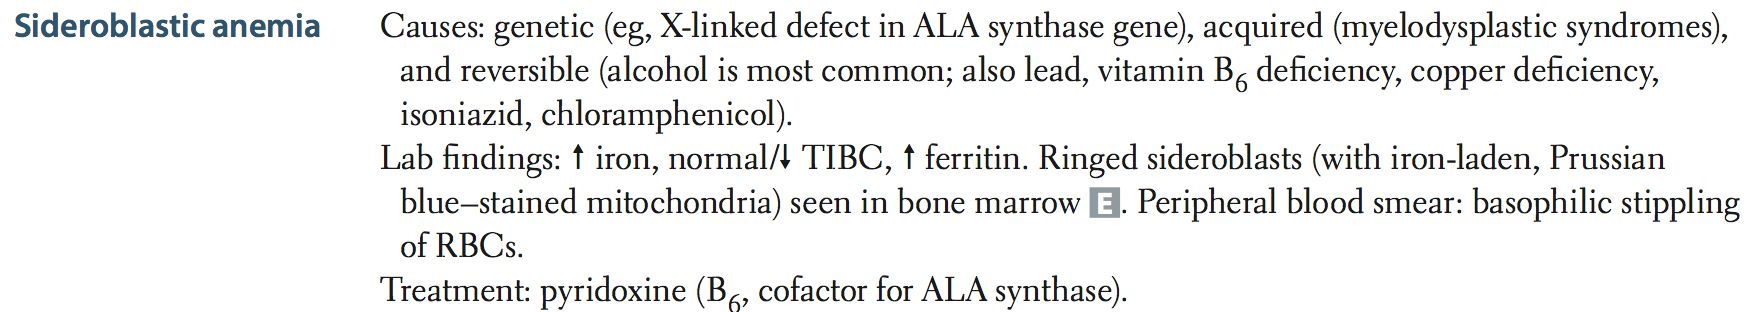 Sideroblastic anemia
Causes: genetic (eg, X-linked defect in ALA synthase gene), acquired (myelodysplastic syndromes),
and reversible (alcohol is most common; also lead, vitamin B6 deficiency, copper deficiency,
isoniazid, chloramphenicol).
Lab findings: ↑ iron, normal/↓ TIBC, ↑ ferritin. Ringed sideroblasts (with iron-laden, Prussian
blue–stained mitochondria) seen in bone marrow E. Peripheral blood smear: basophilic stippling
of RBCs.
Treatment: pyridoxine (B6, cofactor for ALA synthase).